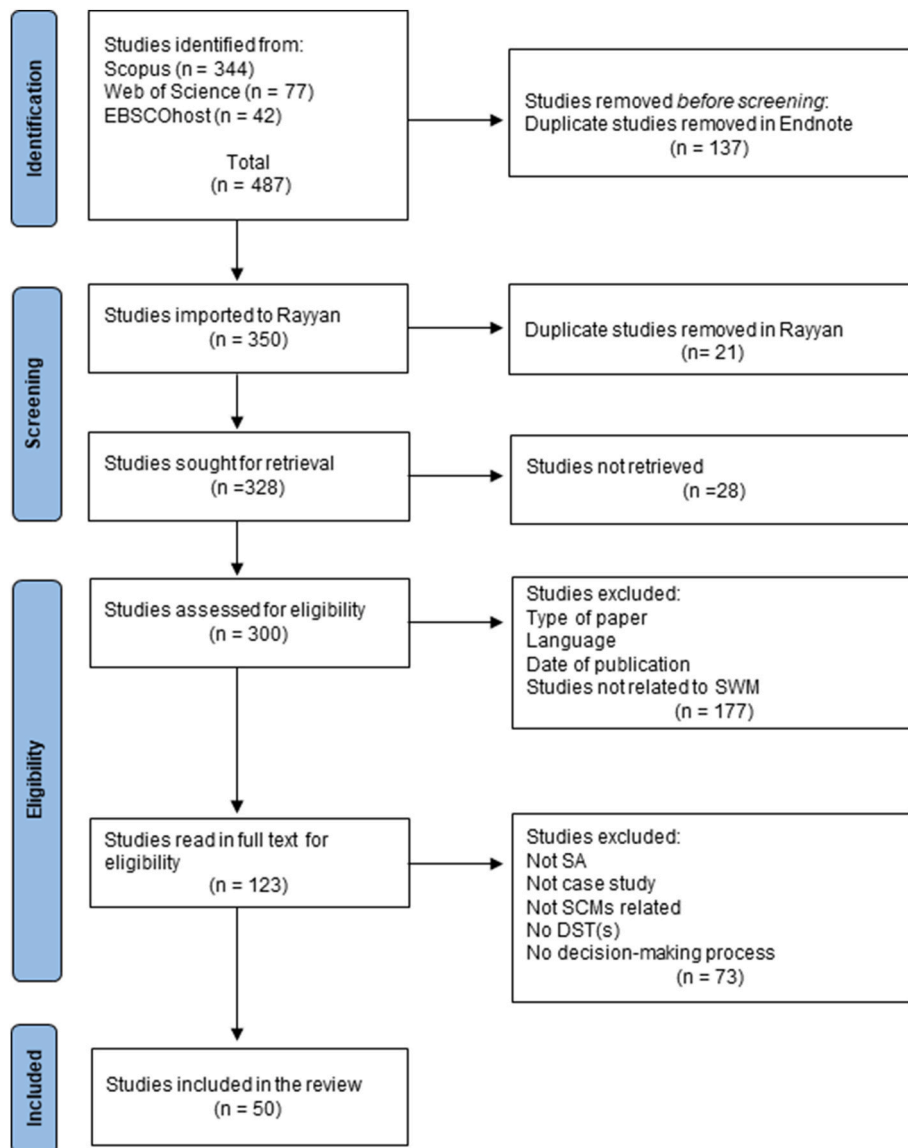 Identification
Studies identified from:
Scopus (n = 344)
Web of Science (n = 77)
EBSCOhost (n = 42)
Total
(n = 487)
Studies removed before screening:
Duplicate studies removed in Endnote
(n = 137)
Screening
Studies imported to Rayyan
(n = 350)
Duplicate studies removed in Rayyan
(n= 21)
Studies sought for retrieval
(n =328)
Studies not retrieved
(n =28)
Eligibility
Studies assessed for eligibility
(n = 300)
Studies excluded:
Type of paper
Language
Date of publication
Studies not related to SWM
(n = 177)
Studies read in full text for
eligibility
(n = 123)
Studies excluded:
Not SA
Not case study
Not SCMs related
No DST(s)
No decision-making process
(n = 73)
Included
Studies included in the review
(n = 50)